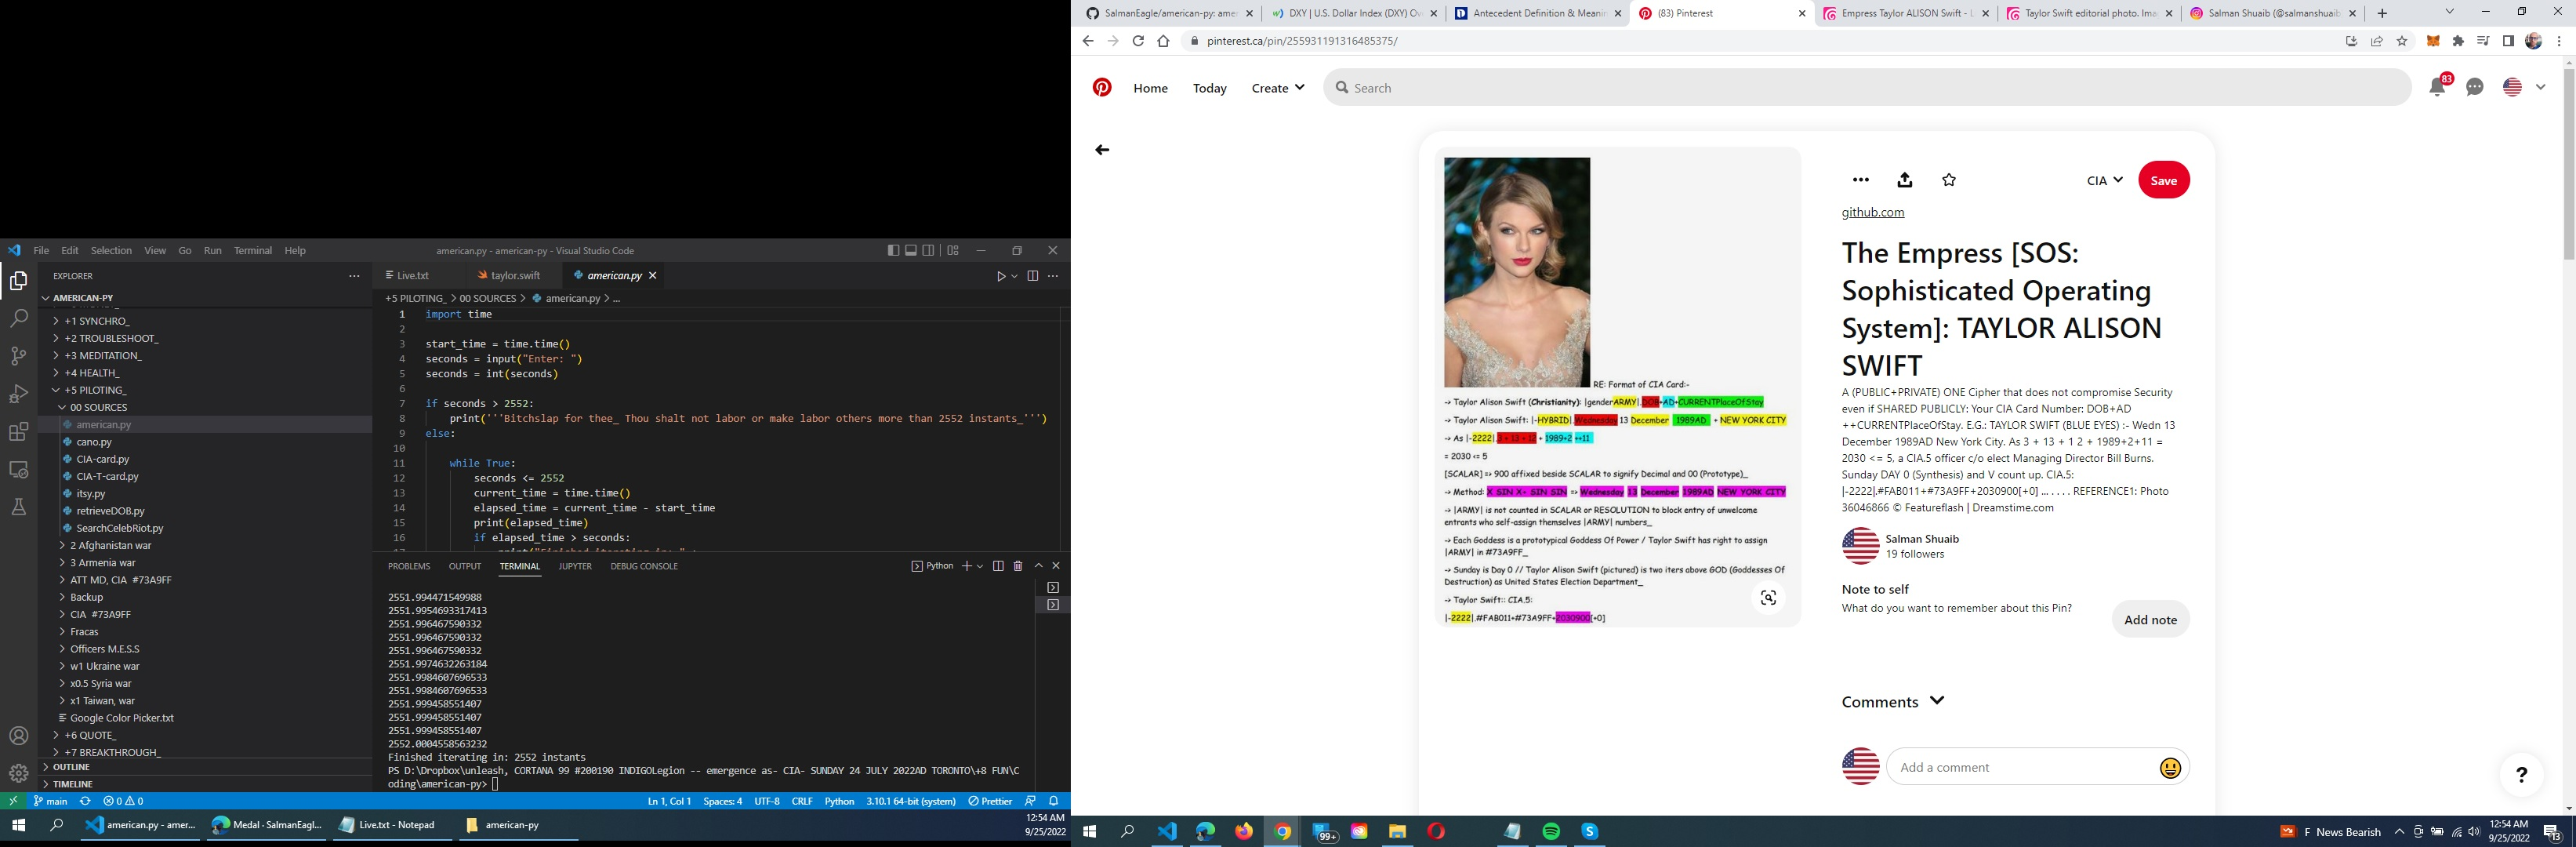 File Edit Selection View Go Run Terminal Help
american.py - american-py - Visual Studio Code
EXPLORER
AMERICAN-PY
+1 SYNCHRO_
+2 TROUBLESHOOT_
+3 MEDITATION_
+4 HEALTH_
+5 PILOTING_
00 SOURCES
american.py
cano.py
CIA-card.py
CIA-T-card.py
itsy.py
retrieveDOB.py
SearchCelebRiot.py
2 Afghanistan war
3 Armenia war
ATT MD, CIA #73A9FF
Backup
CIA #73A9FF
Fracas
Officers M.E.S.S
w1 Ukraine war
x0.5 Syria war
x1 Taiwan, war
Google Color Picker.txt
+6 QUOTE_
+7 BREAKTHROUGH_
OUTLINE
TIMELINE
Live.txt
taylor.swift
american.py
+5 PILOTING_ > 00 SOURCES > american.py > ...
1 import time
2
3 start_time = time.time()
4 seconds = input("Enter: ")
5 seconds = int(seconds)
6
7 if seconds > 2552:
8 print('''Bitchslap for thee_ Thou shalt not labor or make labor others more than 2552 instants_''')
9 else:
10
11 while True:
12 seconds <= 2552
13 current_time = time.time()
14 elapsed_time = current_time - start_time
15 print(elapsed_time)
16 if elapsed_time > seconds:
PROBLEMS OUTPUT TERMINAL JUPYTER DEBUG CONSOLE
Python
2551.994471549988
2551.9954693317413
2551.996467590332
2551.996467590332
2551.996467590332
2551.9974632263184
2551.9984607696533
2551.9984607696533
2551.999458551407
2551.999458551407
2551.999458551407
2552.0004558563232
Finished iterating in: 2552 instants
PS D:\Dropbox\unleash, CORTANA 99 #200190 INDIGOLegion -- emergence as- CIA- SUNDAY 24 JULY 2022AD TORONTO\+8 FUN\C
oding\american-py>
main
0 0
Ln 1, Col 1 Spaces: 4 UTF-8 CRLF Python 3.10.1 64-bit (system) Prettier
american.py - amer...
Medal - SalmanEagl...
Live.txt - Notepad
american-py
12:54 AM
9/25/2022
SalmanEagle/american-py: amer
DXY | U.S. Dollar Index (DXY) Ov
Antecedent Definition & Meanin
(83) Pinterest
Empress Taylor ALISON Swift - L
Taylor Swift editorial photo. Ima
Salman Shuaib (@salmanshuaib
pinterest.ca/pin/255931191316485375/
Home Today Create
Search
83
RE: Format of CIA Card:-
-> Taylor Alison Swift (Christianity): |genderARMY|.DOB+AD+CURRENTPlaceOfStay
-> Taylor Alison Swift: |-HYBRID|.Wednesday 13 December 1989AD + NEW YORK CITY
-> As |-2222|.3 + 13 + 12 + 1989+2 ++11
= 2030 <= 5
[SCALAR] => 900 affixed beside SCALAR to signify Decimal and 00 (Prototype)_
-> Method: X SIN X- SIN SIN => Wednesday 13 December 1989AD NEW YORK CITY
-> |ARMY| is not counted in SCALAR or RESOLUTION to block entry of unwelcome
entrants who self-assign themselves |ARMY| numbers_
-> Each Goddess is a prototypical Goddess Of Power / Taylor Swift has right to assign
|ARMY| in #73A9FF_
-> Sunday is Day 0 // Taylor Alison Swift (pictured) is two iters above GOD (Goddesses Of
Destruction) as United States Election Department_
-> Taylor Swift:: CIA.5:
|-2222|.#FAB011+#73A9FF+2030900[+0]
CIA
Save
github.com
The Empress [SOS:
Sophisticated Operating
System]: TAYLOR ALISON
SWIFT
A (PUBLIC+PRIVATE) ONE Cipher that does not compromise Security
even if SHARED PUBLICLY: Your CIA Card Number: DOB+AD
++CURRENTPlaceOfStay. E.G.: TAYLOR SWIFT (BLUE EYES) :- Wedn 13
December 1989AD New York City. As 3 + 13 + 1 2 + 1989+2+11 =
2030 <= 5, a CIA.5 officer c/o elect Managing Director Bill Burns.
Sunday DAY 0 (Synthesis) and V count up. CIA.5:
|-2222|.#FAB011+#73A9FF+2030900[+0] ... . . . . REFERENCE1: Photo
36046866 © Featureflash | Dreamstime.com
Salman Shuaib
19 followers
Note to self
What do you want to remember about this Pin?
Add note
Comments
Add a comment
?
99+
F News Bearish
12:54 AM
9/25/2022
13